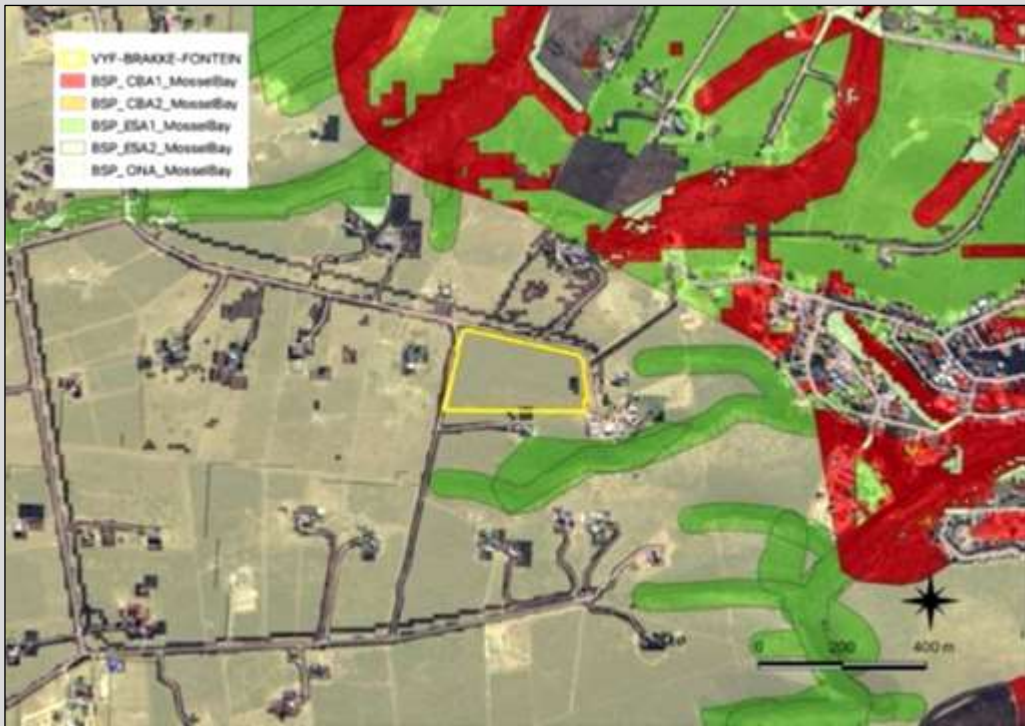 VYF-BRAKKE-FONTEIN
BSP_CBA1_MosselBay
BSP_CBA2_MosselBay
BSP_ESA1_MosselBay
BSP_ESA2_MosselBay
BSP_ONA_MosselBay
0 200 400 m